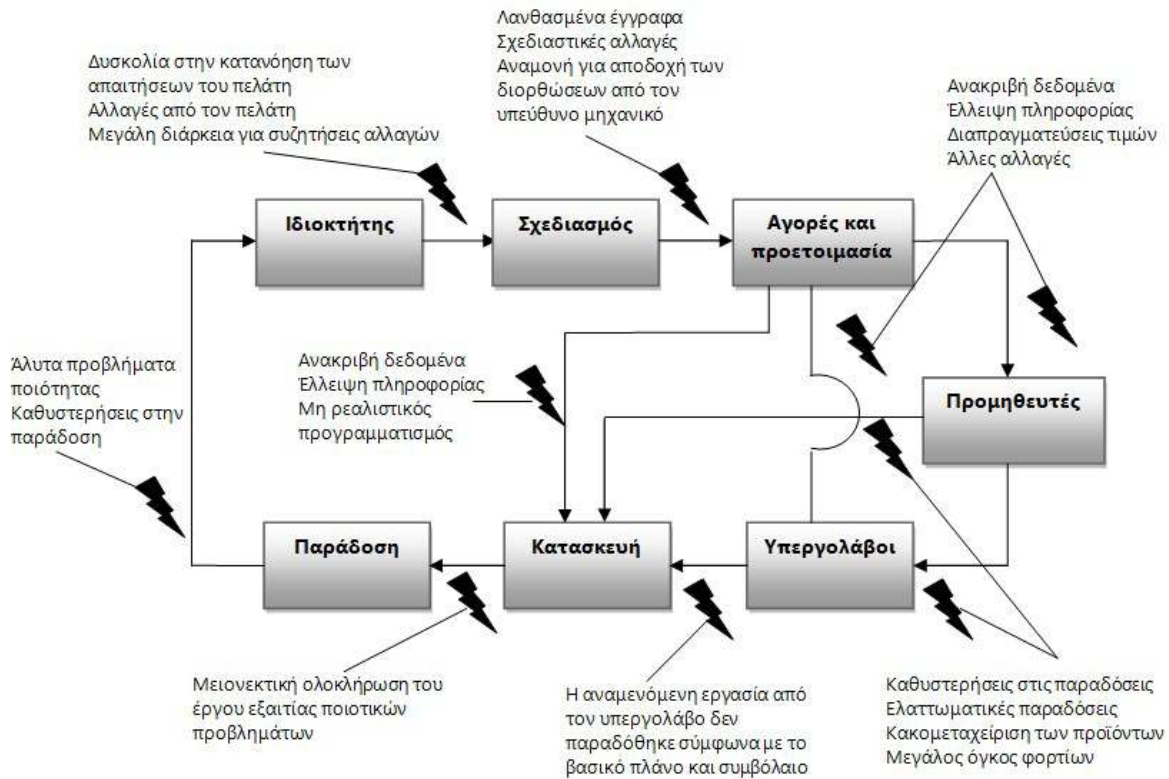 Λανθασμένα έγγραφα
Σχεδιαστικές αλλαγές
Αναμονή για αποδοχή των
διορθώσεων από τον
υπεύθυνο μηχανικό
Δυσκολία στην κατανόηση των
απαιτήσεων του πελάτη
Αλλαγές από τον πελάτη
Μεγάλη διάρκεια για συζητήσεις αλλαγών
Ανακριβή δεδομένα
Έλλειψη πληροφορίας
Διαπραγματεύσεις τιμών
Άλλες αλλαγές
Ιδιοκτήτης
Σχεδιασμός
Αγορές και
προετοιμασία
Άλυτα προβλήματα
ποιότητας
Καθυστερήσεις στην
παράδοση
Ανακριβή δεδομένα
Έλλειψη πληροφορίας
Μη ρεαλιστικός
προγραμματισμός
Προμηθευτές
Παράδοση
Κατασκευή
Υπεργολάβοι
Μειονεκτική ολοκλήρωση του
έργου εξαιτίας ποιοτικών
προβλημάτων
Η αναμενόμενη εργασία από
τον υπεργολάβο δεν
παραδόθηκε σύμφωνα με το
βασικό πλάνο και συμβόλαιο
Καθυστερήσεις στις παραδόσεις
Ελαττωματικές παραδόσεις
Κακομεταχείριση των προϊόντων
Μεγάλος όγκος φορτίων